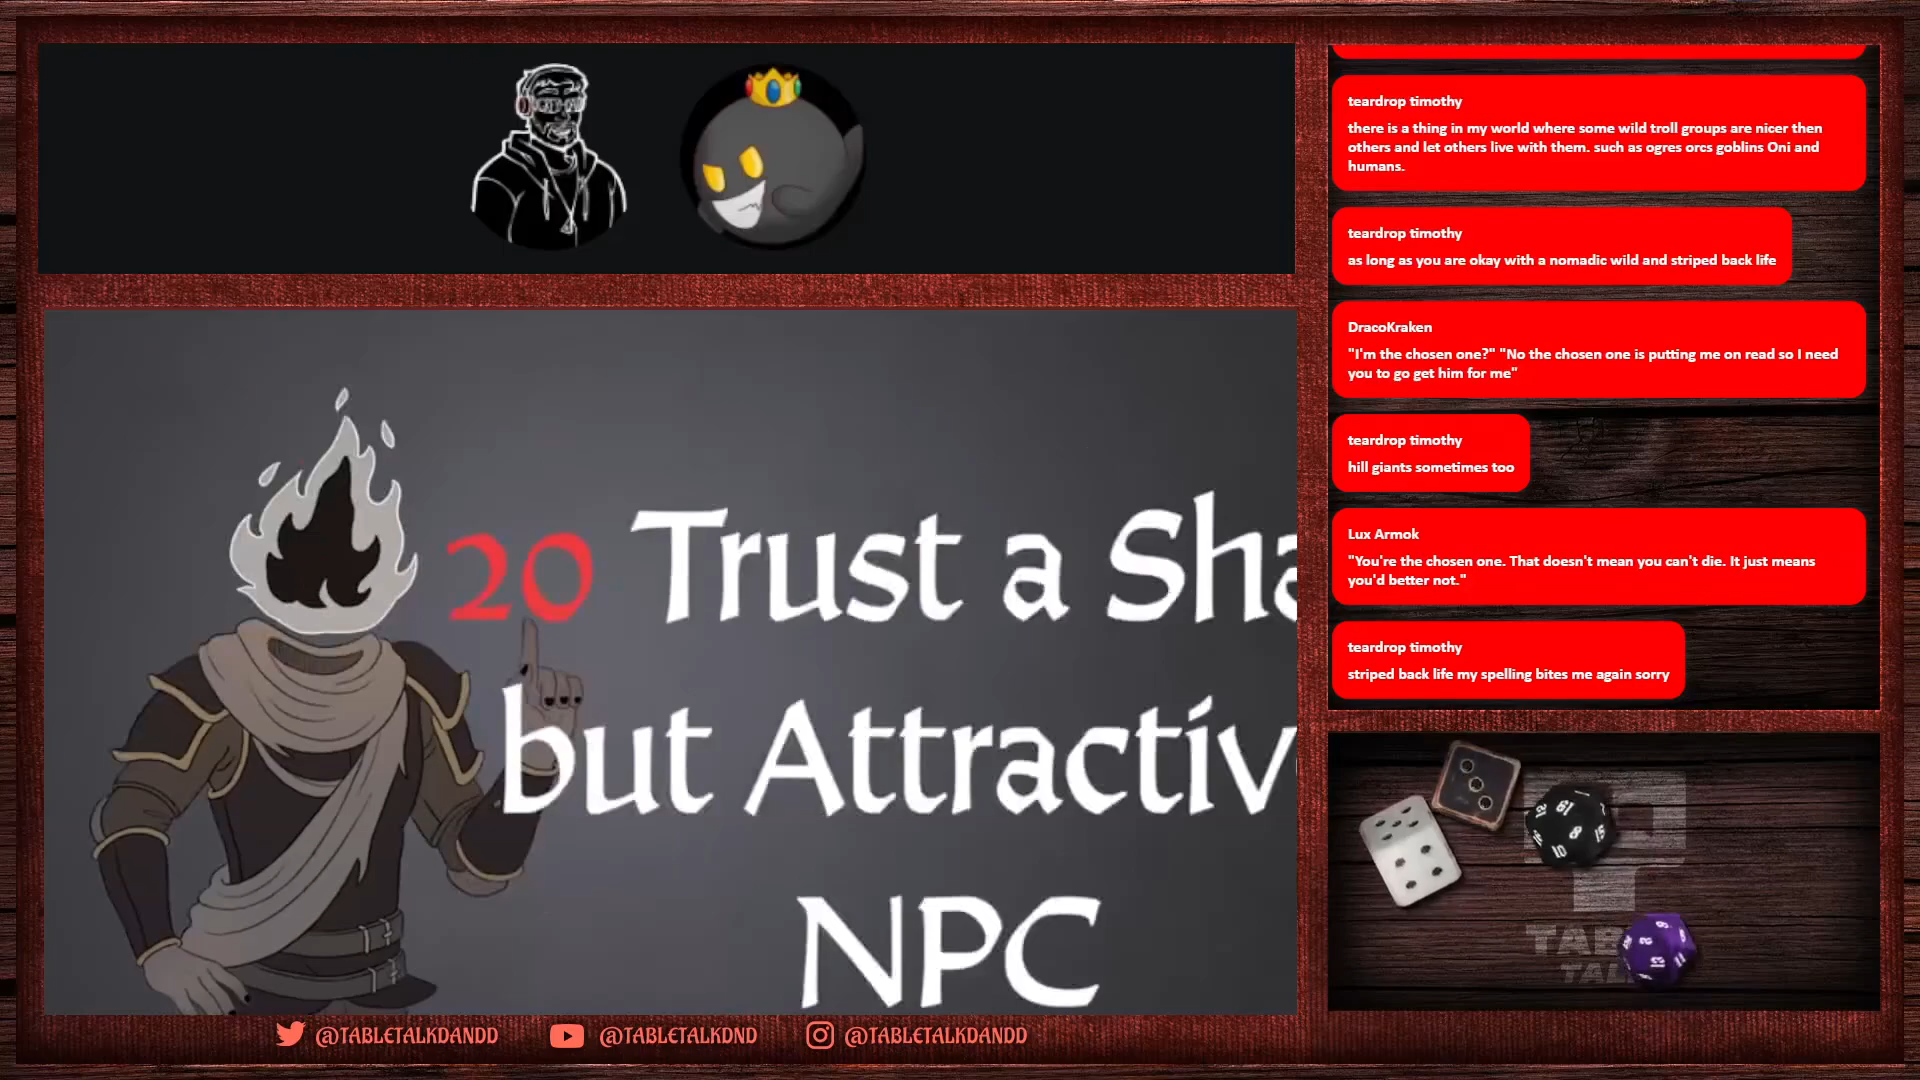 20 Trust a Sha
but Attractiv
NPC
teardrop timothy
there is a thing in my world where some wild troll groups are nicer then
others and let others live with them. such as ogres orcs goblins Oni and
humans.
teardrop timothy
as long as you are okay with a nomadic wild and striped back life
DracoKraken
"I'm the chosen one?" "No the chosen one is putting me on read so I need
you to go get him for me"
teardrop timothy
hill giants sometimes too
Lux Armok
"You're the chosen one. That doesn't mean you can't die. It just means
you'd better not."
teardrop timothy
striped back life my spelling bites me again sorry
TAB
TAL
@TABLETALKDANDD @TABLETALKDND @TABLETALKDANDD